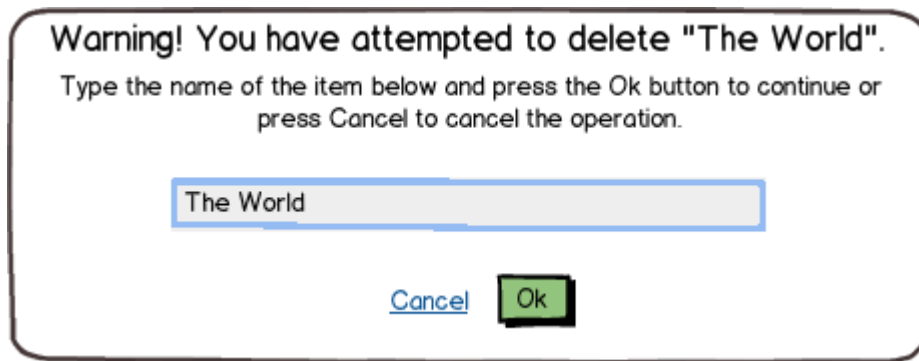 Warning! You have attempted to delete "The World".
Type the name of the item below and press the Ok button to continue or
press Cancel to cancel the operation.
The World
Cancel Ok